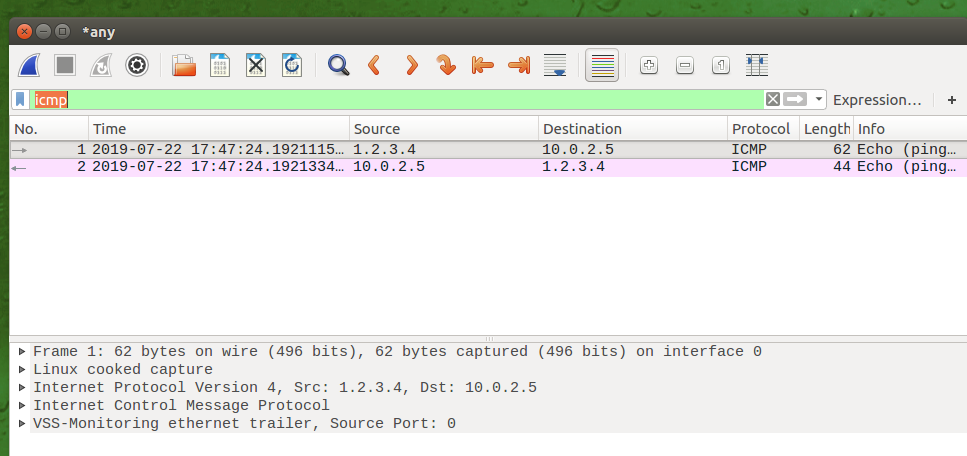 *any
icmp Expression… +
No. Time Source Destination Protocol Length Info
1 2019-07-22 17:47:24.1921115… 1.2.3.4 10.0.2.5 ICMP 62 Echo (ping…
2 2019-07-22 17:47:24.1921334… 10.0.2.5 1.2.3.4 ICMP 44 Echo (ping…
Frame 1: 62 bytes on wire (496 bits), 62 bytes captured (496 bits) on interface 0
Linux cooked capture
Internet Protocol Version 4, Src: 1.2.3.4, Dst: 10.0.2.5
Internet Control Message Protocol
VSS-Monitoring ethernet trailer, Source Port: 0